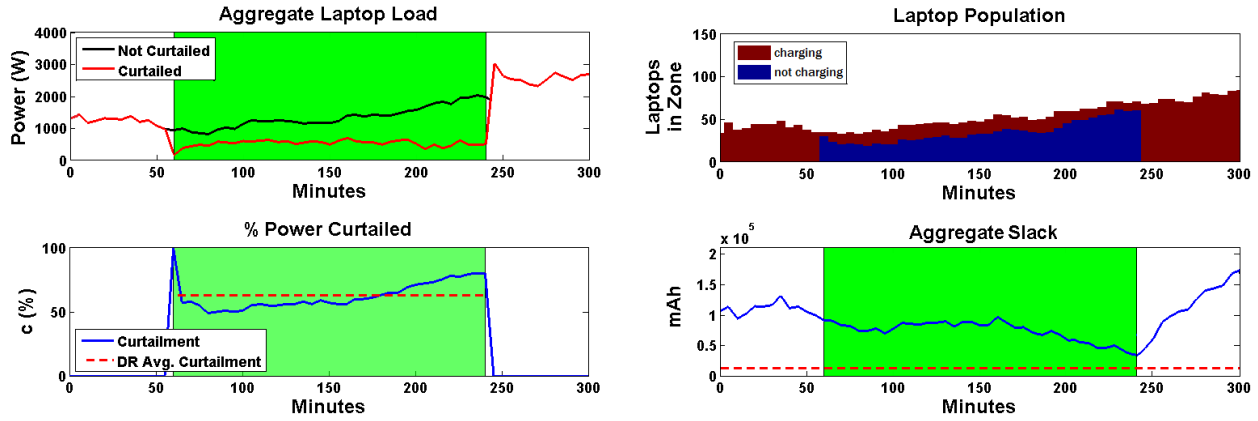 Aggregate Laptop Load
4000
3000
2000
1000
0
Power (W)
Not Curtailed
Curtailed
0 50 100 150 200 250 300
Minutes
Laptop Population
150
100
50
0
Laptops
in Zone
charging
not charging
0 50 100 150 200 250 300
Minutes
% Power Curtailed
100
50
0
c (%)
Curtailment
DR Avg. Curtailment
0 50 100 150 200 250 300
Minutes
Aggregate Slack
x 10^5
2
1.5
1
0.5
0
mAh
0 50 100 150 200 250 300
Minutes